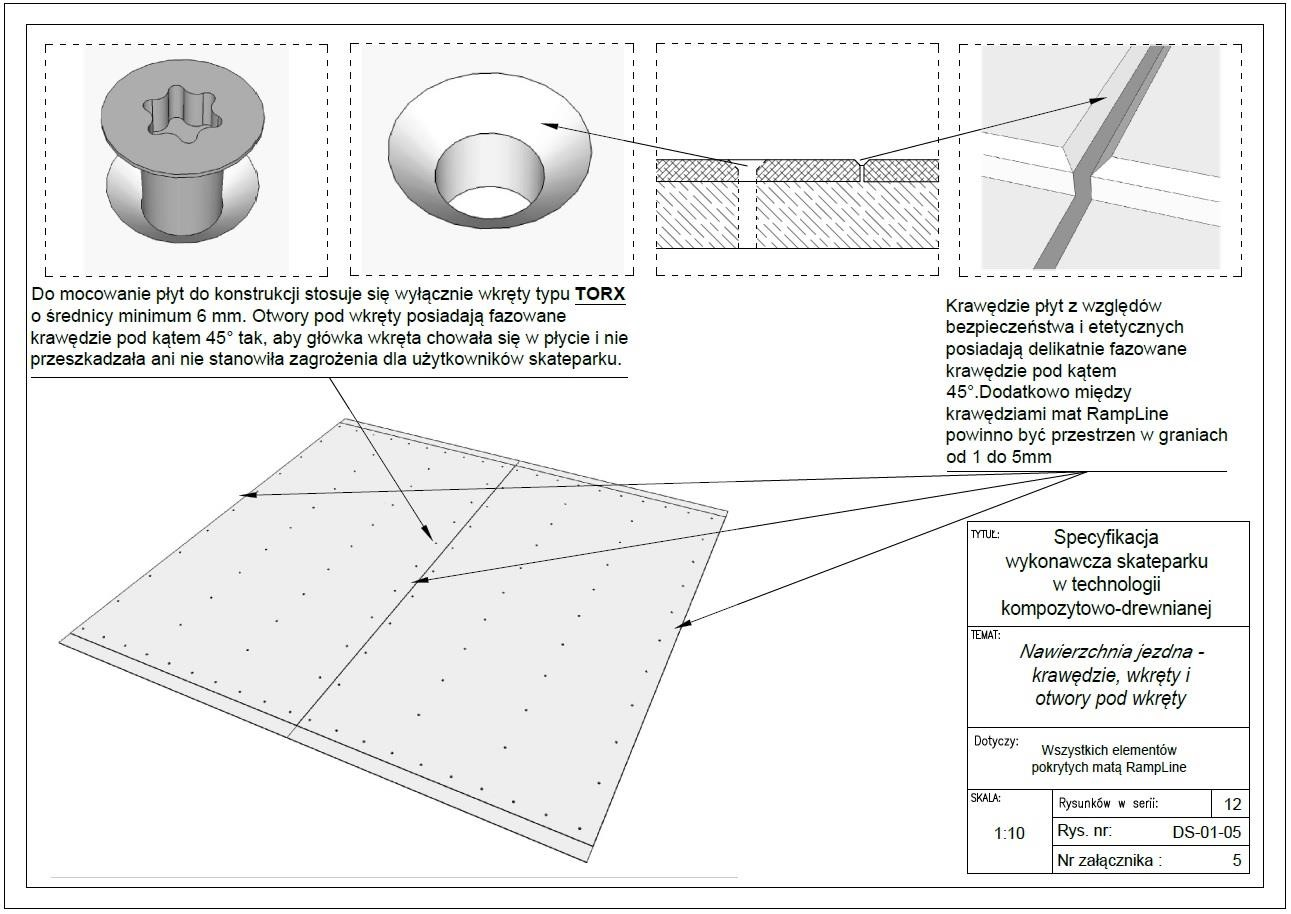 Do mocowanie płyt do konstrukcji stosuje się wyłącznie wkręty typu TORX
o średnicy minimum 6 mm. Otwory pod wkręty posiadają fazowane
krawędzie pod kątem 45° tak, aby główka wkręta chowała się w płycie i nie
przeszkadzała ani nie stanowiła zagrożenia dla użytkowników skateparku.
Krawędzie płyt z względów
bezpieczeństwa i etetycznych
posiadają delikatnie fazowane
krawędzie pod kątem
45°.Dodatkowo między
krawędziami mat RampLine
powinno być przestrzen w graniach
od 1 do 5mm
TYTUŁ:
Specyfikacja
wykonawcza skateparku
w technologii
kompozytowo-drewnianej
TEMAT:
Nawierzchnia jezdna -
krawędzie, wkręty i
otwory pod wkręty
Dotyczy:
Wszystkich elementów
pokrytych matą RampLine
SKALA:
1:10
Rysunków w serii: 12
Rys. nr: DS-01-05
Nr załącznika : 5